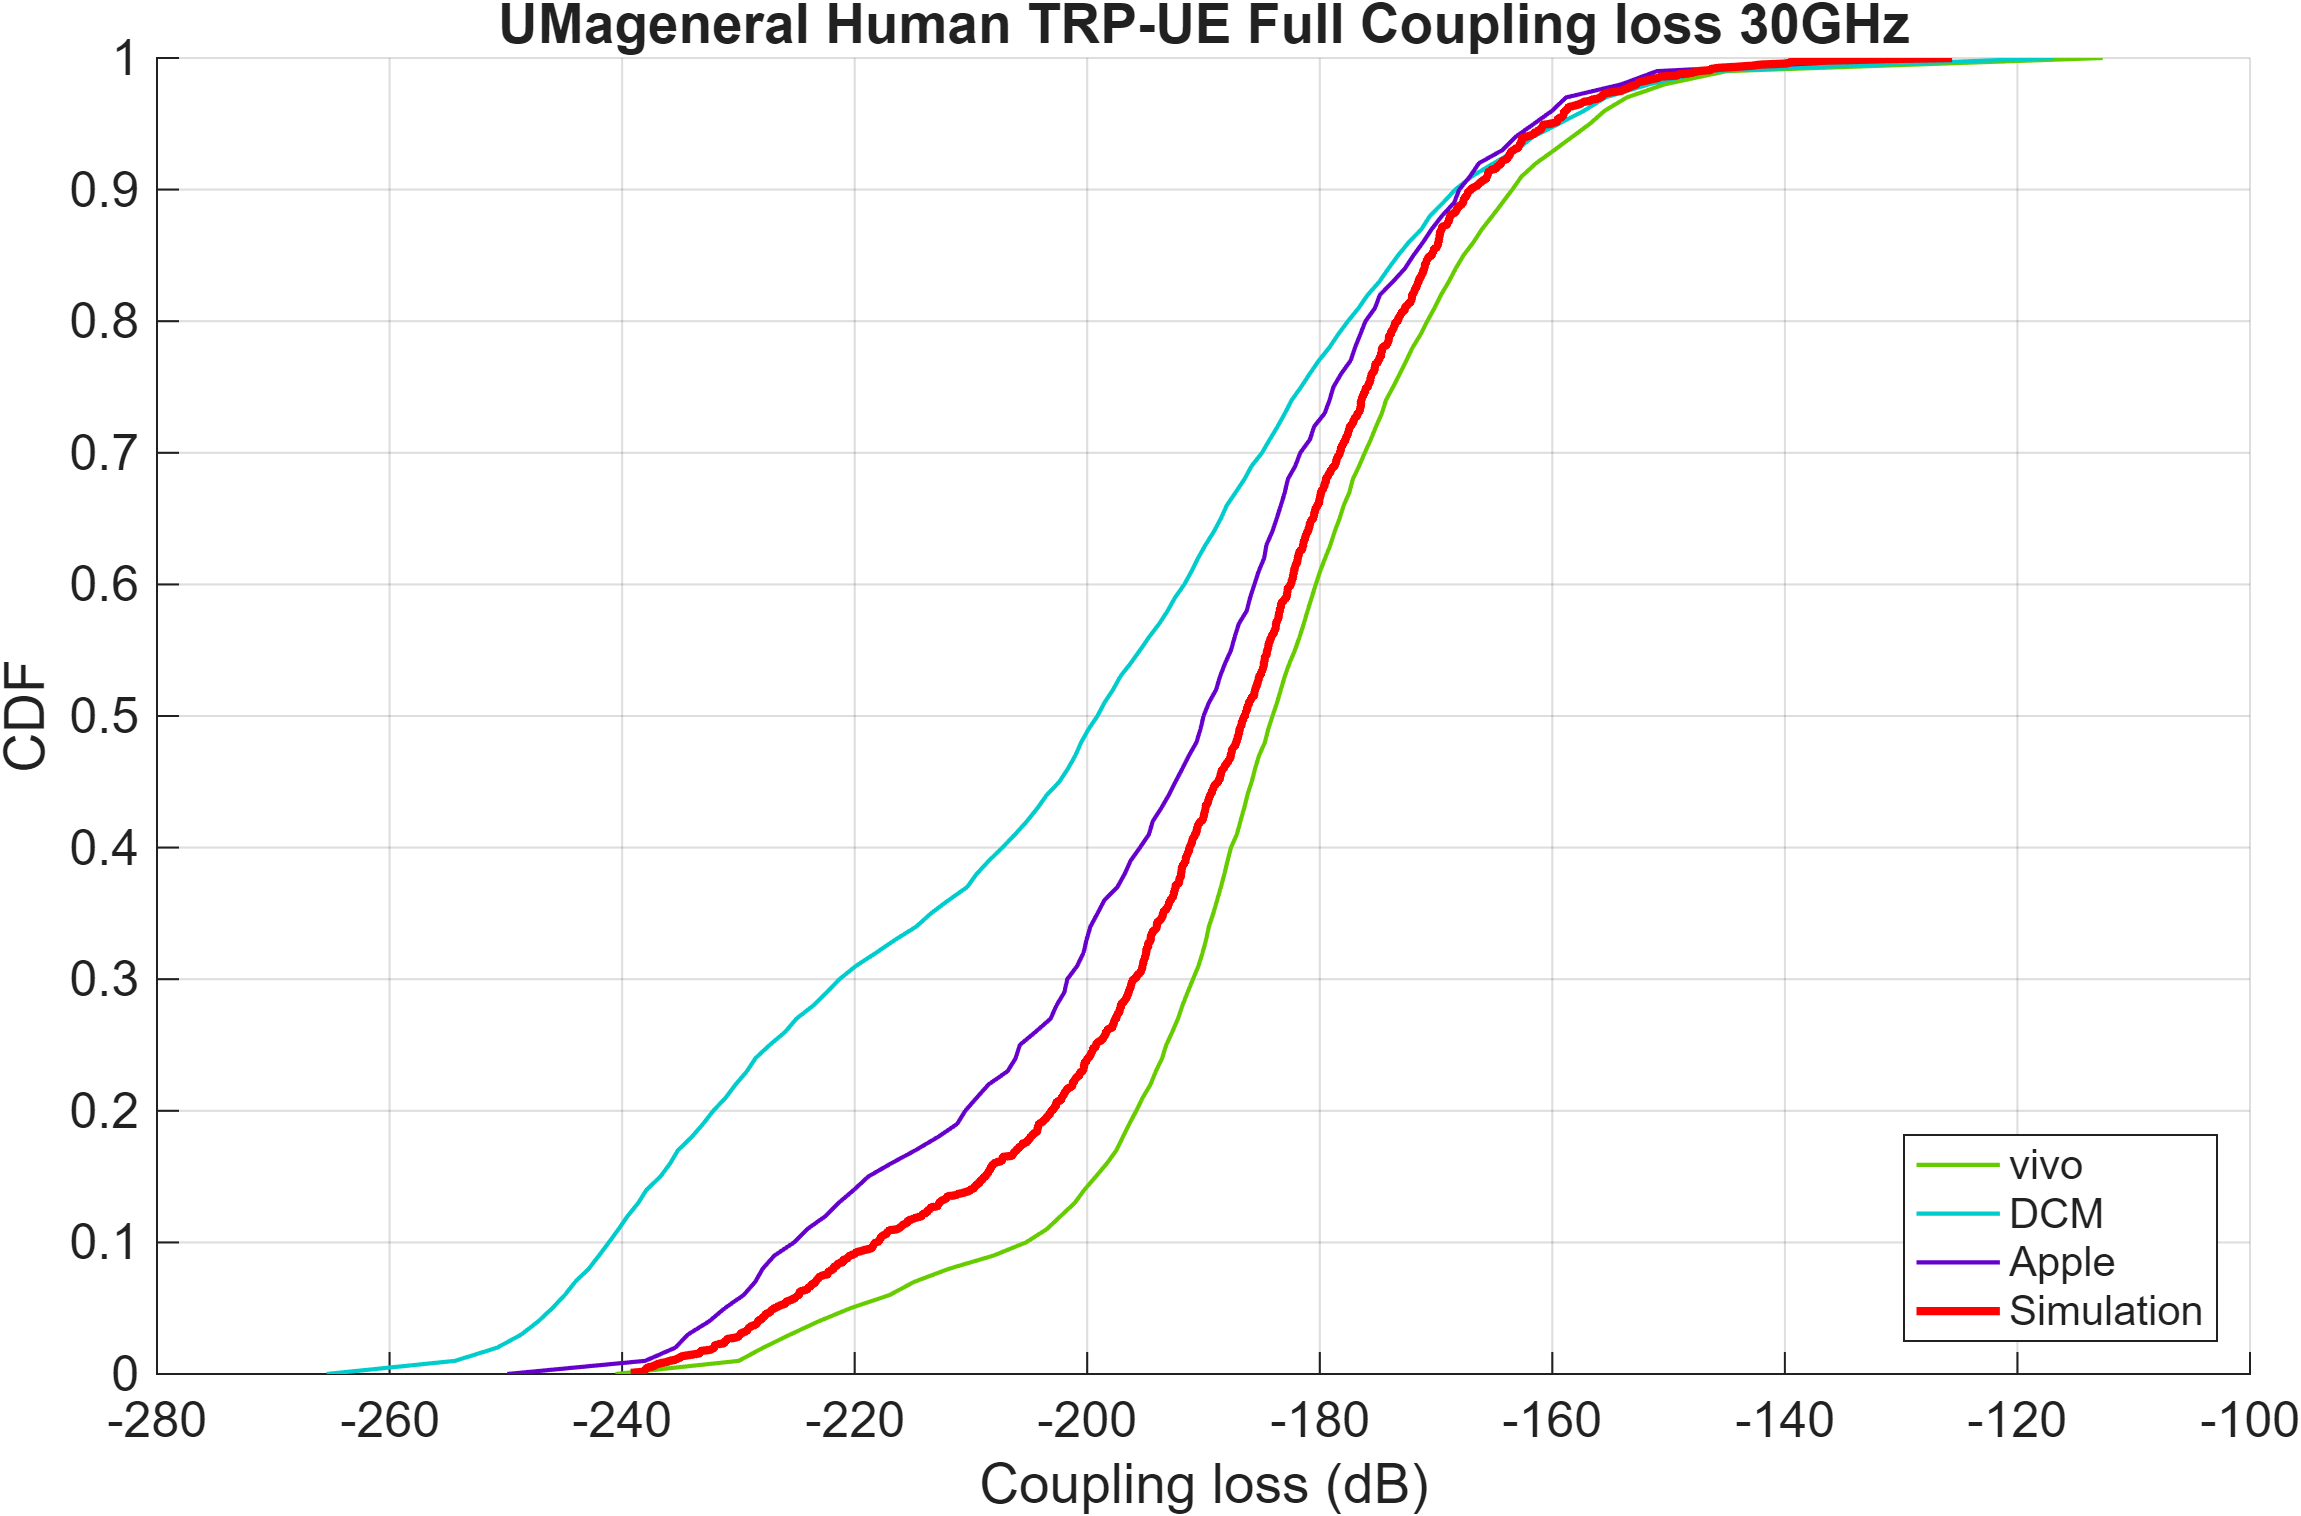 UMageneral Human TRP-UE Full Coupling loss 30GHz
1
0.9
0.8
0.7
0.6
0.5
0.4
0.3
0.2
0.1
0
CDF
-280 -260 -240 -220 -200 -180 -160 -140 -120 -100
Coupling loss (dB)
vivo
DCM
Apple
Simulation